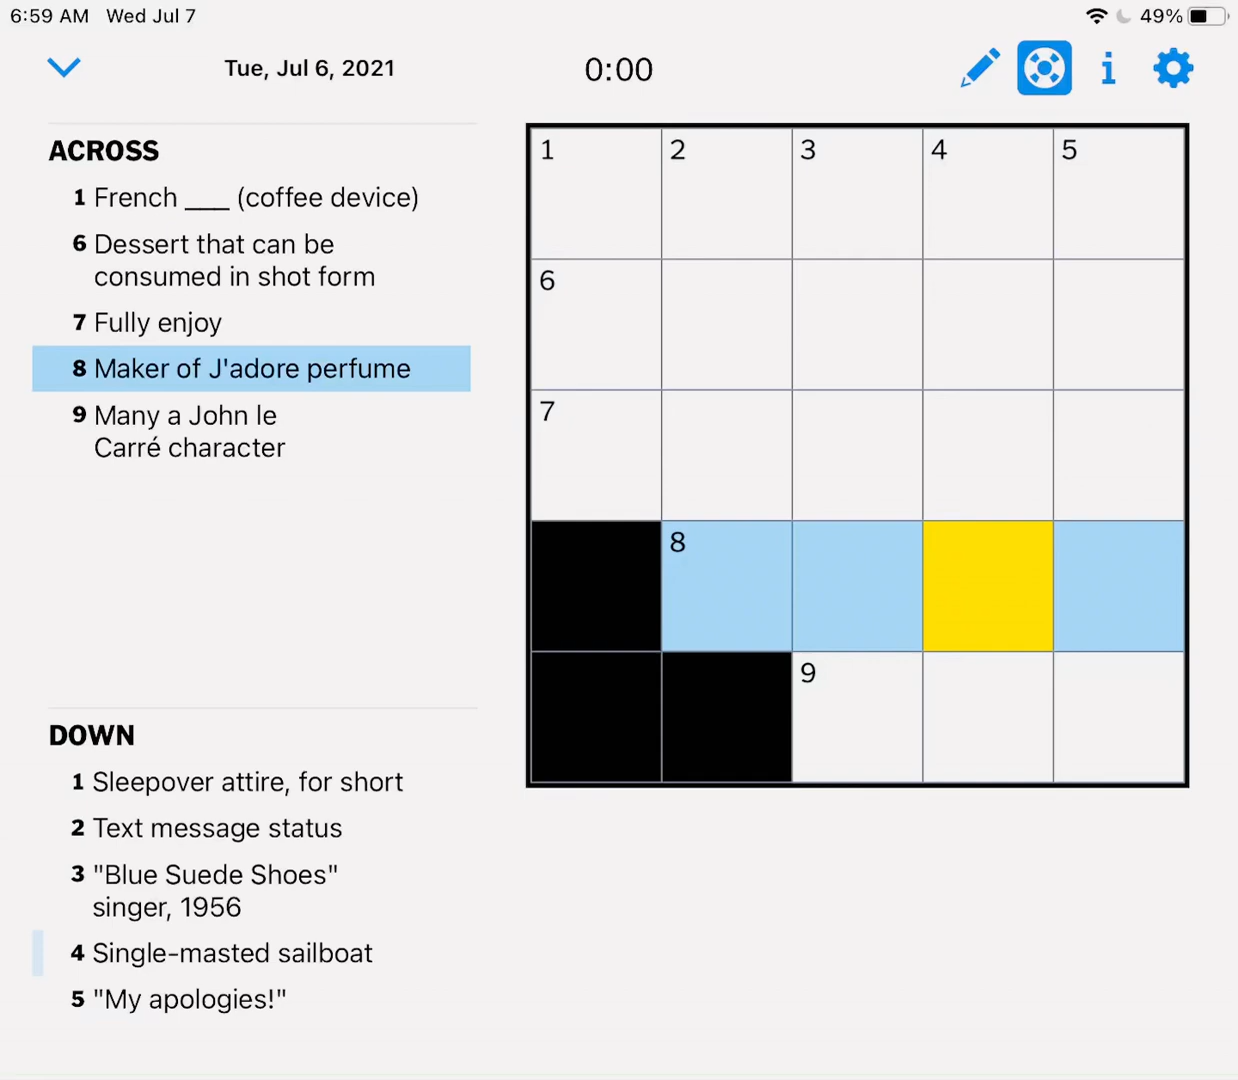 6:59 AM Wed Jul 7
49%
Tue, Jul 6, 2021
0:00
ACROSS
1 French ___ (coffee device)
6 Dessert that can be
consumed in shot form
7 Fully enjoy
8 Maker of J'adore perfume
9 Many a John le
Carré character
DOWN
1 Sleepover attire, for short
2 Text message status
3 "Blue Suede Shoes"
singer, 1956
4 Single-masted sailboat
5 "My apologies!"
1 2 3 4 5
6
7
8
9